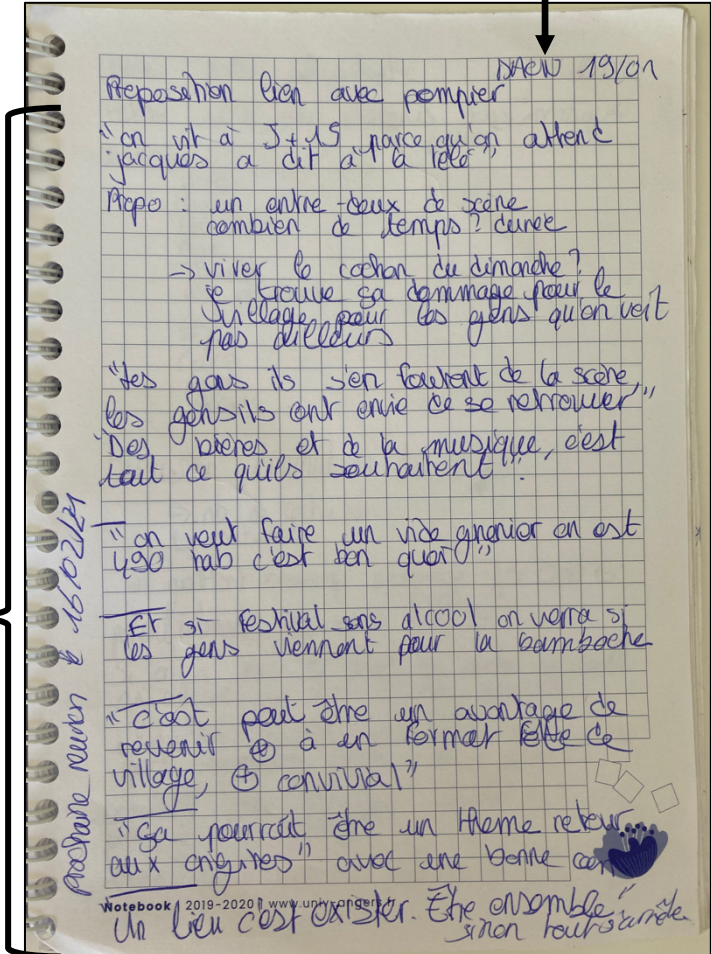 DAEN 19/01
Preposition lien avec pompier
"on vit à J+15 parce qu'on attend
jacques a dit à la télé"
Propo : un entre-deux de scène
combien de temps? durée
-> virer le cochon du dimanche?
je trouve ça dommage pour le
village, pour les gens qu'on voit
pas ailleurs
"Les gens ils s'en foutent de la scène,
les gens ils ont envie de se retrouver"
"Des bières et de la musique, c'est
tout ce qu'ils souhaitent".
"on veut faire un vide grenier on est
490 hab c'est bon quoi"
Et si festival sans alcool on verra si
les gens viennent pour la bamboche
"c'est peut être un avantage de
revenir ⊕ à un format fête de
village, ⊕ convivial"
"ça pourrait être un thème retour
aux origines" avec une bonne
Notebook | 2019-2020 | www.univ-angers.fr
Un lieu c'est exister. Être ensemble"
sinon tout s'arrête.
Prochaine réunion le 16/02/21